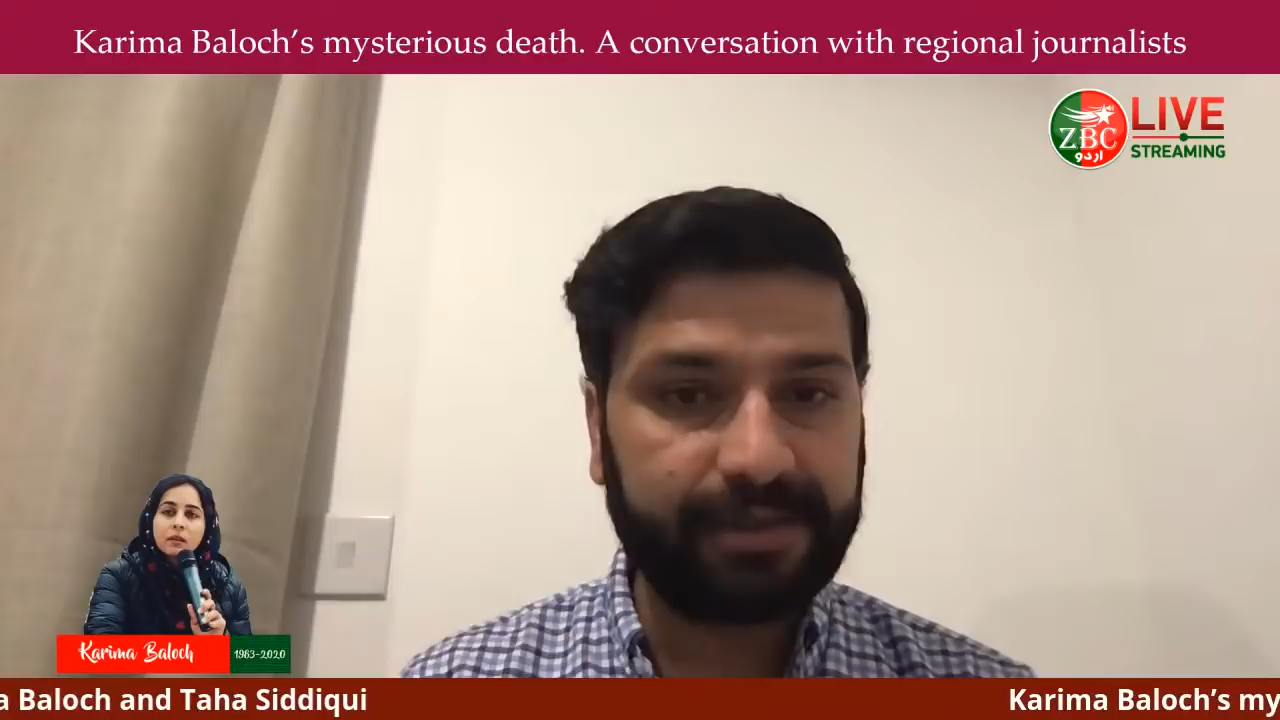 Karima Baloch’s mysterious death. A conversation with regional journalists
ZBC
اردو
LIVE
STREAMING
Karima Baloch
1983-2020
a Baloch and Taha Siddiqui
Karima Baloch’s my